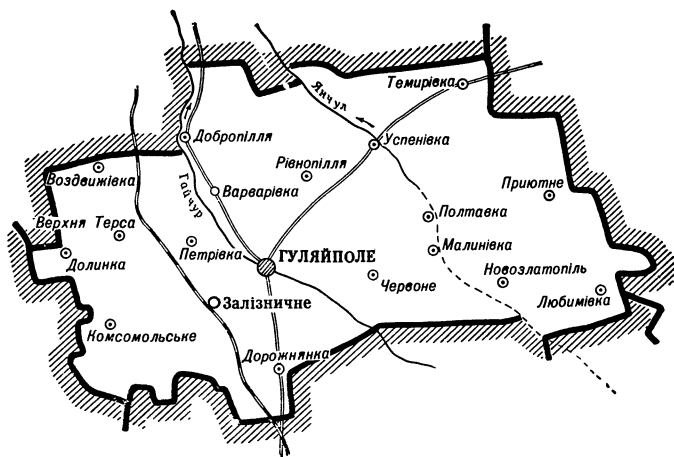 Янчул
Темирівка
Добропілля
Успенівка
Рівнопілля
Воздвижівка
Гайчур
Варварівка
Приютне
Верхня Терса
Полтавка
Петрівка
ГУЛЯЙПОЛЕ
Малинівка
Долинка
Червоне
Новозлатопіль
Залізничне
Любимівка
Комсомольське
Дорожнянка